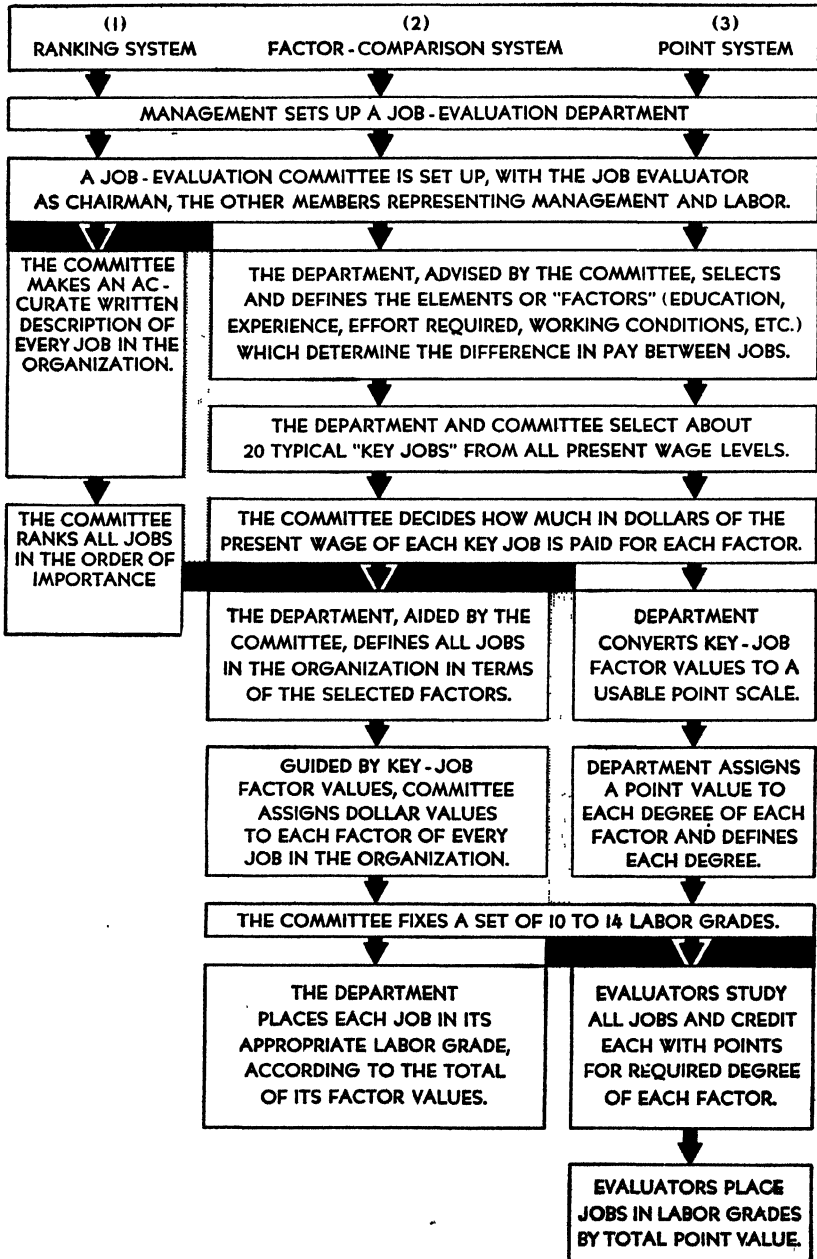 (1) (2) (3)
RANKING SYSTEM FACTOR-COMPARISON SYSTEM POINT SYSTEM
MANAGEMENT SETS UP A JOB-EVALUATION DEPARTMENT
A JOB-EVALUATION COMMITTEE IS SET UP, WITH THE JOB EVALUATOR
AS CHAIRMAN, THE OTHER MEMBERS REPRESENTING MANAGEMENT AND LABOR.
THE COMMITTEE
MAKES AN AC-
CURATE WRITTEN
DESCRIPTION OF
EVERY JOB IN THE
ORGANIZATION.
THE DEPARTMENT, ADVISED BY THE COMMITTEE, SELECTS
AND DEFINES THE ELEMENTS OR "FACTORS" (EDUCATION,
EXPERIENCE, EFFORT REQUIRED, WORKING CONDITIONS, ETC.)
WHICH DETERMINE THE DIFFERENCE IN PAY BETWEEN JOBS.
THE DEPARTMENT AND COMMITTEE SELECT ABOUT
20 TYPICAL "KEY JOBS" FROM ALL PRESENT WAGE LEVELS.
THE COMMITTEE
RANKS ALL JOBS
IN THE ORDER OF
IMPORTANCE
THE COMMITTEE DECIDES HOW MUCH IN DOLLARS OF THE
PRESENT WAGE OF EACH KEY JOB IS PAID FOR EACH FACTOR.
THE DEPARTMENT, AIDED BY THE
COMMITTEE, DEFINES ALL JOBS
IN THE ORGANIZATION IN TERMS
OF THE SELECTED FACTORS.
DEPARTMENT
CONVERTS KEY-JOB
FACTOR VALUES TO A
USABLE POINT SCALE.
GUIDED BY KEY-JOB
FACTOR VALUES, COMMITTEE
ASSIGNS DOLLAR VALUES
TO EACH FACTOR OF EVERY
JOB IN THE ORGANIZATION.
DEPARTMENT ASSIGNS
A POINT VALUE TO
EACH DEGREE OF EACH
FACTOR AND DEFINES
EACH DEGREE.
THE COMMITTEE FIXES A SET OF 10 TO 14 LABOR GRADES.
THE DEPARTMENT
PLACES EACH JOB IN ITS
APPROPRIATE LABOR GRADE,
ACCORDING TO THE TOTAL
OF ITS FACTOR VALUES.
EVALUATORS STUDY
ALL JOBS AND CREDIT
EACH WITH POINTS
FOR REQUIRED DEGREE
OF EACH FACTOR.
EVALUATORS PLACE
JOBS IN LABOR GRADES
BY TOTAL POINT VALUE.